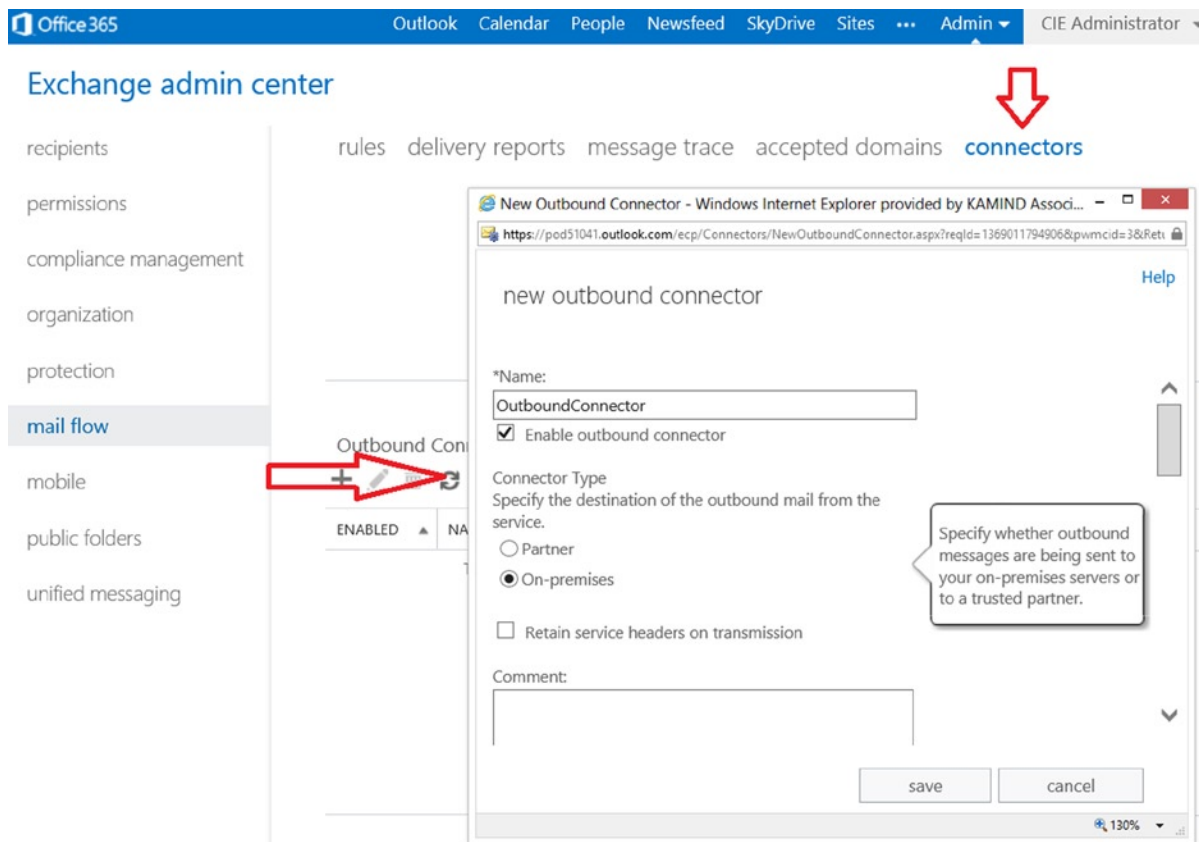 Office 365
Outlook Calendar People Newsfeed SkyDrive Sites ••• Admin CIE Administrator
Exchange admin center
recipients
permissions
compliance management
organization
protection
mail flow
mobile
public folders
unified messaging
rules delivery reports message trace accepted domains connectors
Outbound Con
ENABLED NA
New Outbound Connector - Windows Internet Explorer provided by KAMIND Associ...
https://pod51041.outlook.com/ecp/Connectors/NewOutboundConnector.aspx?reqId=1369011794906&pwmcid=3&Retu
Help
new outbound connector
*Name:
OutboundConnector
Enable outbound connector
Connector Type
Specify the destination of the outbound mail from the
service.
Partner
On-premises
Retain service headers on transmission
Comment:
Specify whether outbound
messages are being sent to
your on-premises servers or
to a trusted partner.
save cancel
130%